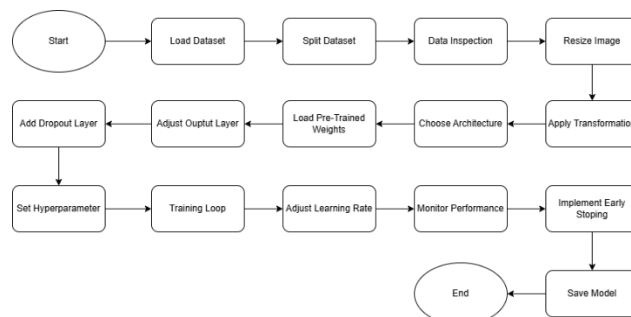 Start
Load Dataset
Split Dataset
Data Inspection
Resize Image
Apply Transformation
Choose Architecture
Load Pre-Trained
Weights
Adjust Ouptut Layer
Add Dropout Layer
Set Hyperparameter
Training Loop
Adjust Learning Rate
Monitor Performance
Implement Early
Stoping
Save Model
End